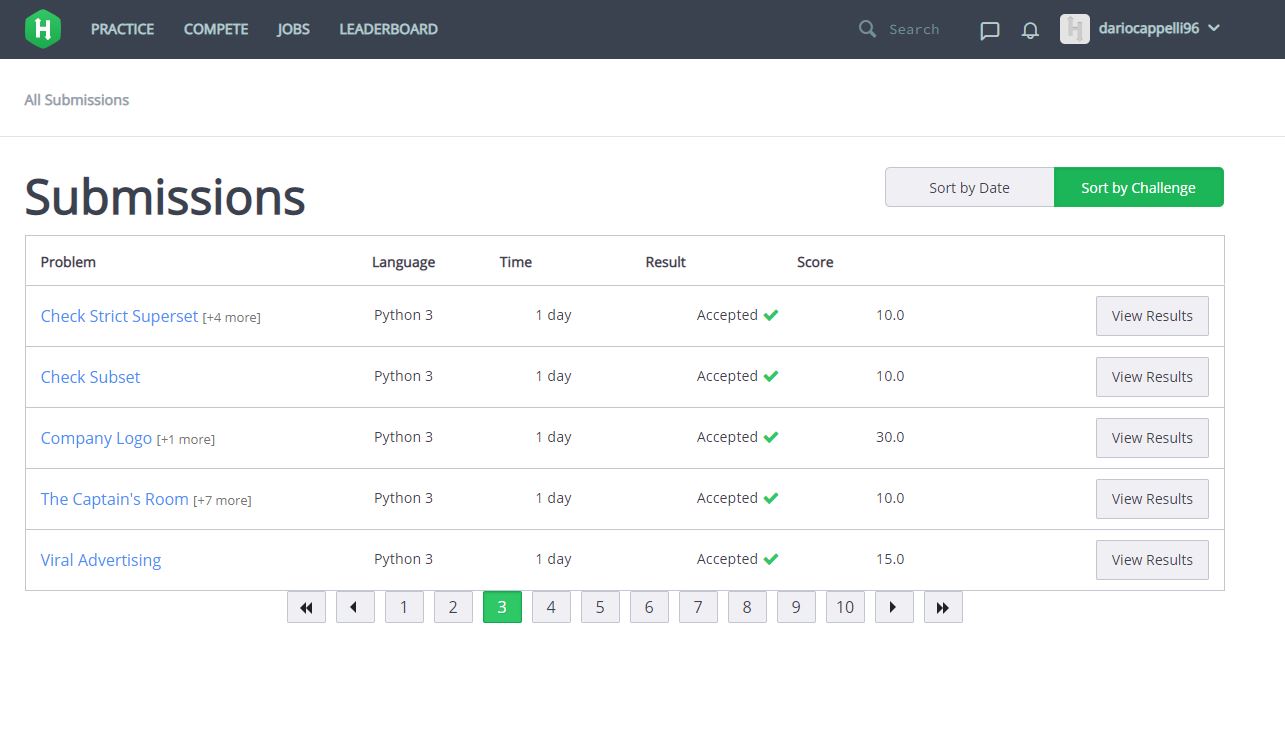 H PRACTICE COMPETE JOBS LEADERBOARD Search dariocappelli96
All Submissions
Submissions Sort by Date Sort by Challenge
Problem Language Time Result Score
Check Strict Superset [+4 more] Python 3 1 day Accepted 10.0 View Results
Check Subset Python 3 1 day Accepted 10.0 View Results
Company Logo [+1 more] Python 3 1 day Accepted 30.0 View Results
The Captain's Room [+7 more] Python 3 1 day Accepted 10.0 View Results
Viral Advertising Python 3 1 day Accepted 15.0 View Results
1 2 3 4 5 6 7 8 9 10